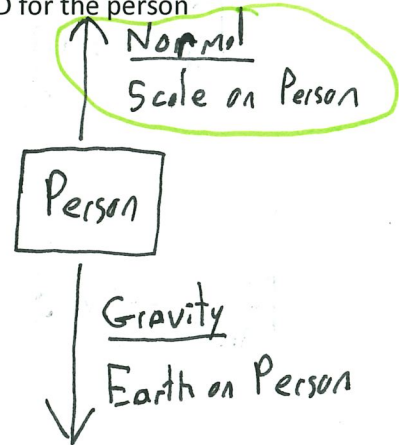 D for the person
Normal
Scale on Person
Person
Gravity
Earth on Person